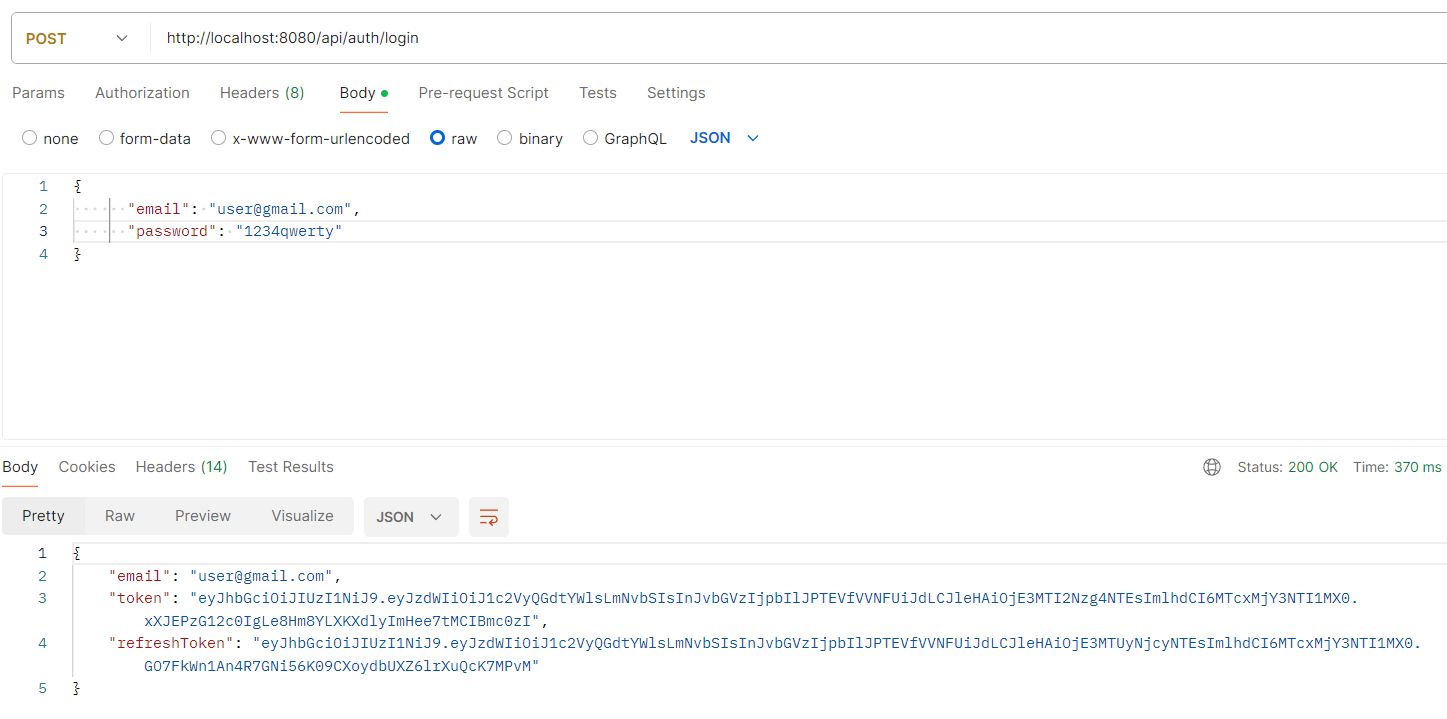 POST http://localhost:8080/api/auth/login
Params Authorization Headers (8) Body Pre-request Script Tests Settings
none form-data x-www-form-urlencoded raw binary GraphQL JSON
1 {
2 "email": "user@gmail.com",
3 "password": "1234qwerty"
4 }
Body Cookies Headers (14) Test Results Status: 200 OK Time: 370 ms
Pretty Raw Preview Visualize JSON
1 {
2 "email": "user@gmail.com",
3 "token": "eyJhbGciOiJIUzI1NiJ9.eyJzdWIiOiJ1c2VyQGdtYWlsLmNvbSIsInJvbGVzIjpbIlJPTEVfVVNFUiJdLCJleHAiOjE3MTI2Nzg4NTEsImlhdCI6MTcxMjY3NTI1MX0.
xXJEPzG12c0IgLe8Hm8YLXKXdlyImHee7tMCIBmc0zI",
4 "refreshToken": "eyJhbGciOiJIUzI1NiJ9.eyJzdWIiOiJ1c2VyQGdtYWlsLmNvbSIsInJvbGVzIjpbIlJPTEVfVVNFUiJdLCJleHAiOjE3MTUyNjcyNTEsImlhdCI6MTcxMjY3NTI1MX0.
GO7FkWn1An4R7GNi56K09CXoydbUXZ6lrXuQcK7MPvM"
5 }